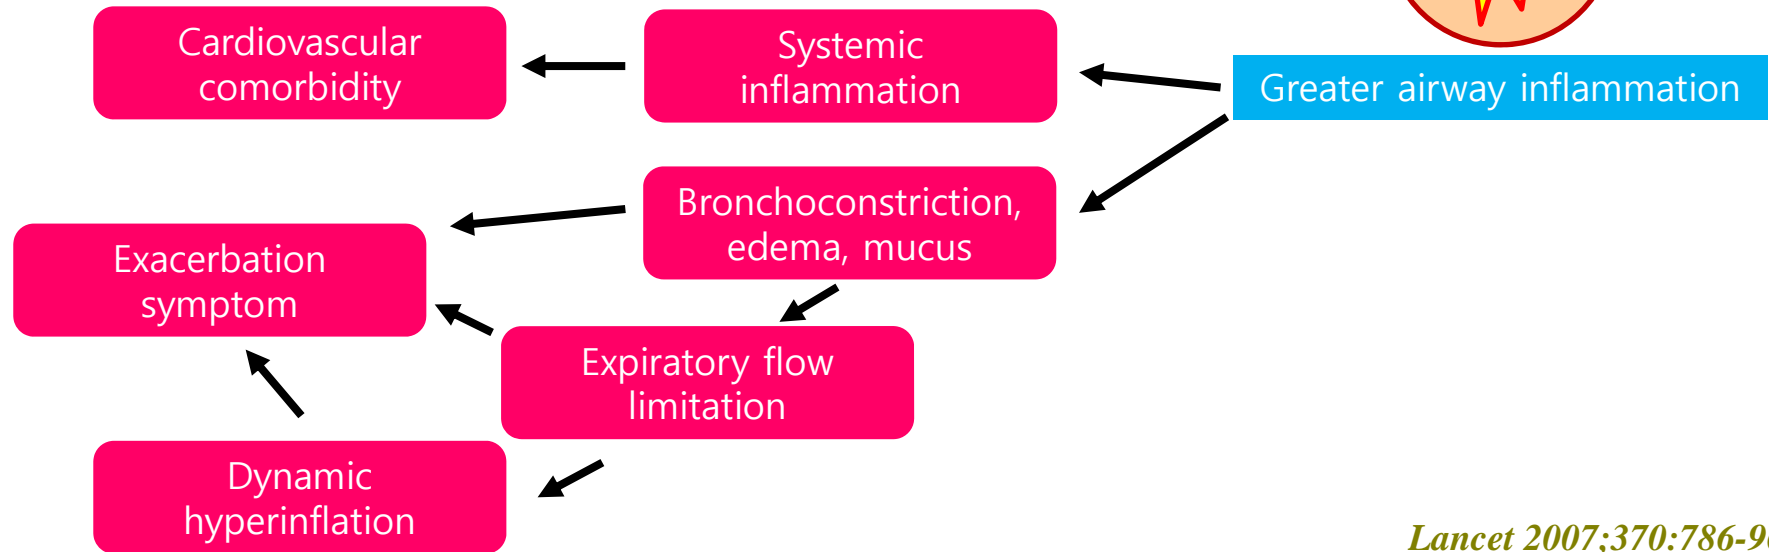 Cardiovascular
comorbidity
Systemic
inflammation
Greater airway inflammation
Bronchoconstriction,
edema, mucus
Exacerbation
symptom
Expiratory flow
limitation
Dynamic
hyperinflation
Lancet 2007;370:786-9